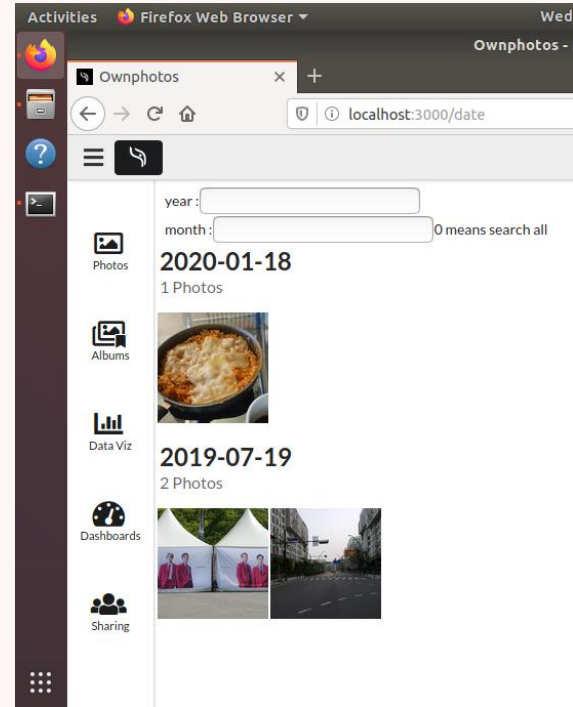 Activities Firefox Web Browser Wed
Ownphotos -
Ownphotos
localhost:3000/date
year :
month : 0 means search all
2020-01-18
1 Photos
Photos
Albums
2019-07-19
2 Photos
Data Viz
Dashboards
Sharing